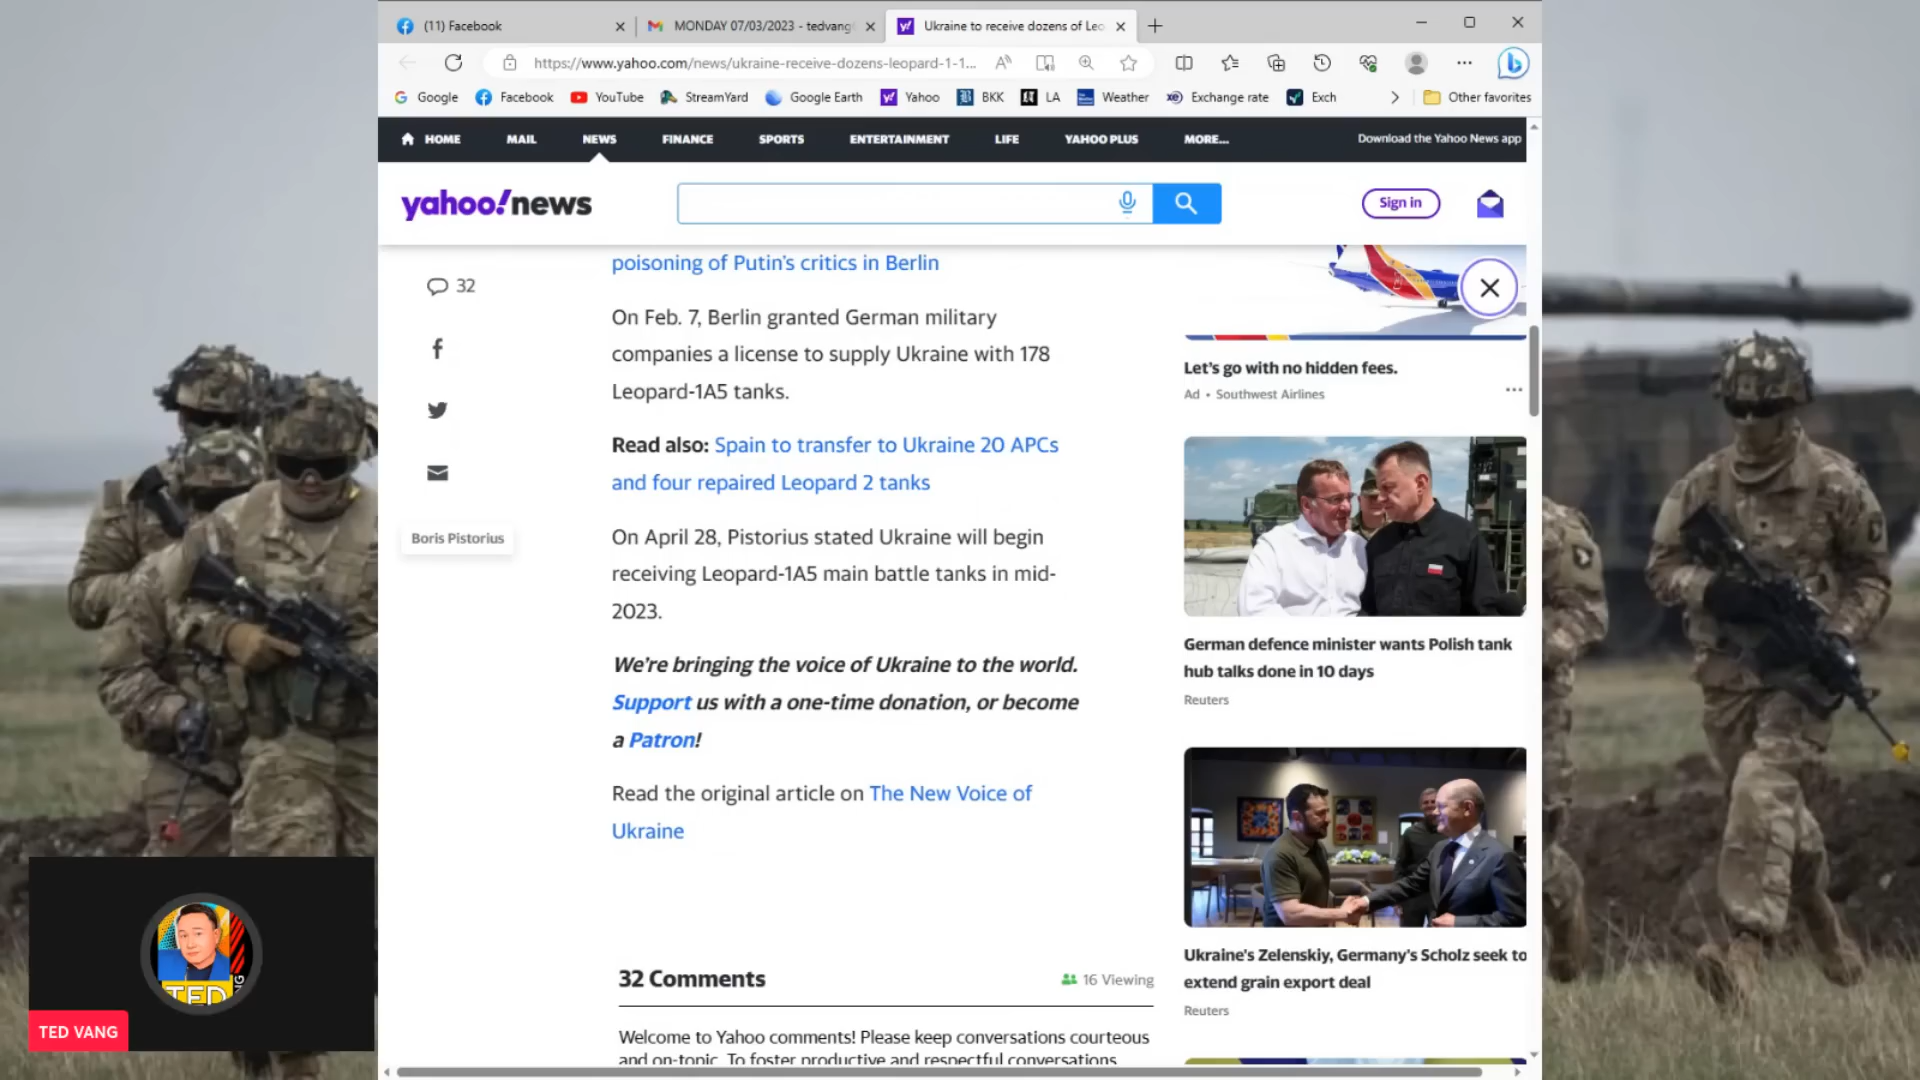 (11) Facebook
MONDAY 07/03/2023 - tedvang
Ukraine to receive dozens of Leo
https://www.yahoo.com/news/ukraine-receive-dozens-leopard-1-1...
Google
Facebook
YouTube
StreamYard
Google Earth
Yahoo
BKK
LA
Weather
Exchange rate
Exch
Other favorites
HOME
MAIL
NEWS
FINANCE
SPORTS
ENTERTAINMENT
LIFE
YAHOO PLUS
MORE...
Download the Yahoo News app
yahoo!news
Sign in
32
Boris Pistorius
poisoning of Putin's critics in Berlin
On Feb. 7, Berlin granted German military
companies a license to supply Ukraine with 178
Leopard-1A5 tanks.
Read also: Spain to transfer to Ukraine 20 APCs
and four repaired Leopard 2 tanks
On April 28, Pistorius stated Ukraine will begin
receiving Leopard-1A5 main battle tanks in mid-
2023.
We're bringing the voice of Ukraine to the world.
Support us with a one-time donation, or become
a Patron!
Read the original article on The New Voice of
Ukraine
32 Comments
16 Viewing
Welcome to Yahoo comments! Please keep conversations courteous
and on-topic. To foster productive and respectful conversations
Let's go with no hidden fees.
Ad • Southwest Airlines
German defence minister wants Polish tank
hub talks done in 10 days
Reuters
Ukraine's Zelenskiy, Germany's Scholz seek to
extend grain export deal
Reuters
TED
TED VANG